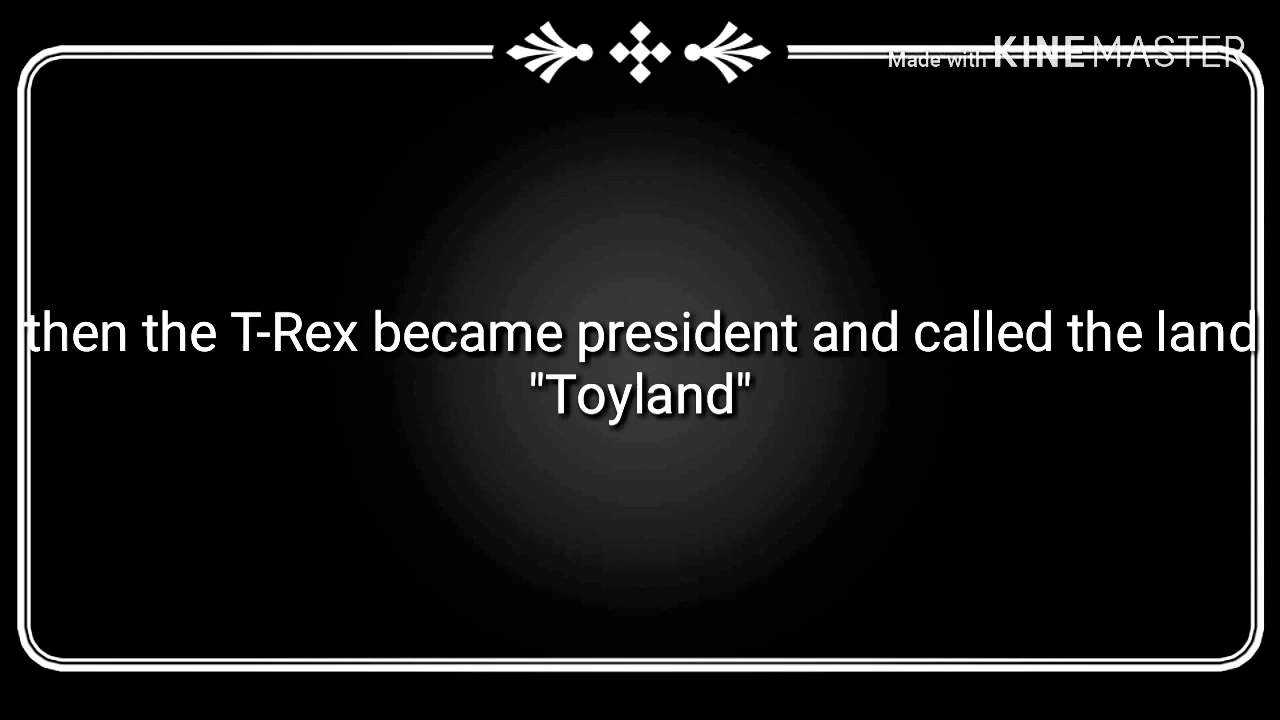 Made with KINEMASTER
then the T-Rex became president and called the land
"Toyland"